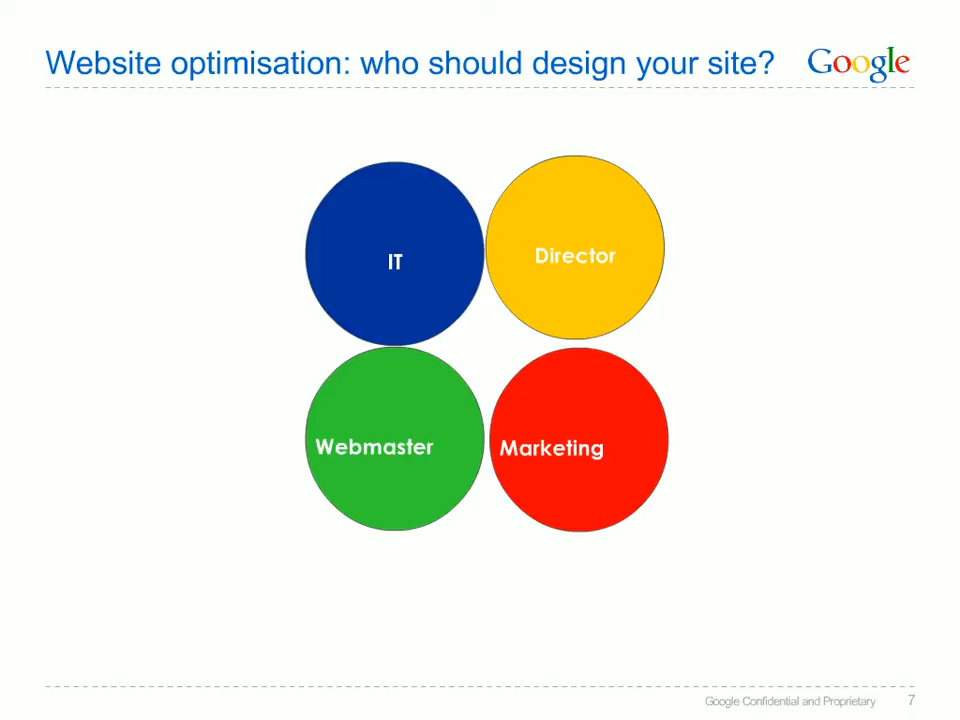 Website optimisation: who should design your site?
Google
IT
Director
Webmaster
Marketing
Google Confidential and Proprietary
7